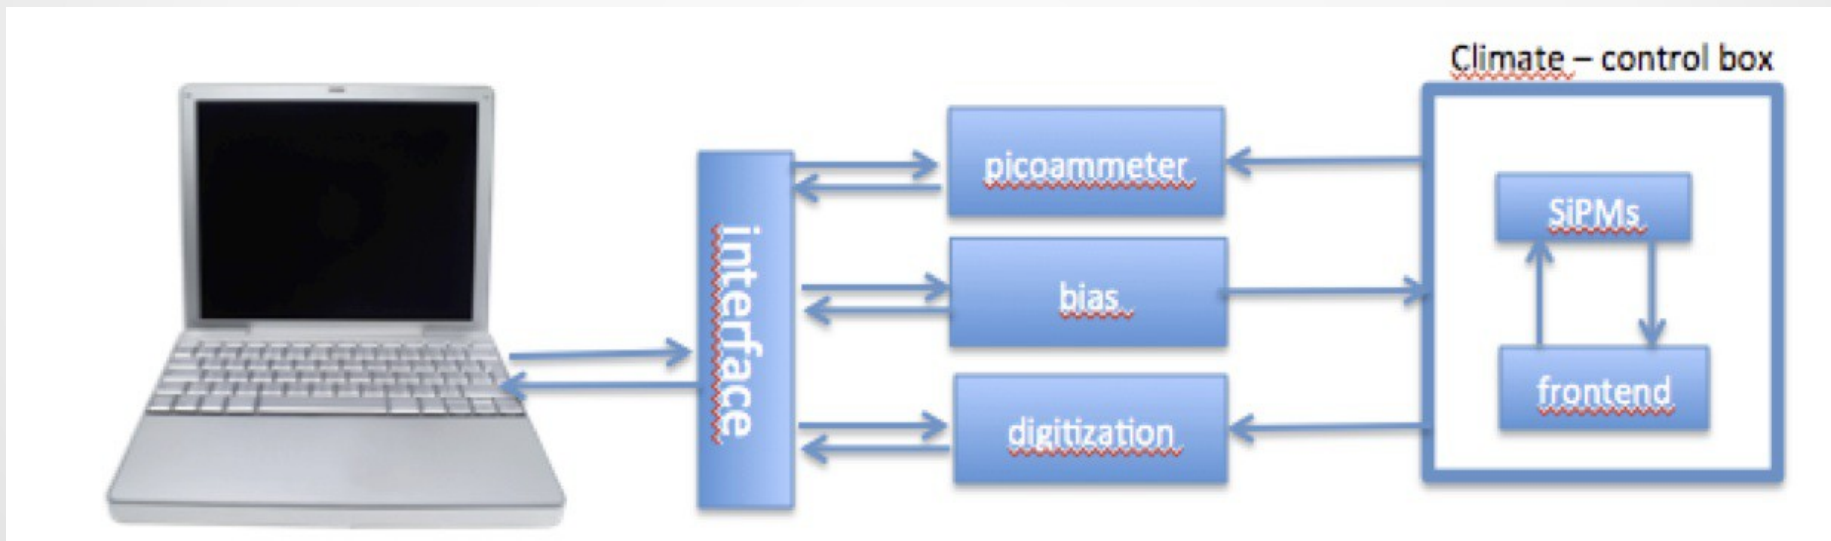 Climate – control box
picoammeter
SiPMs
interface
bias
frontend
digitization